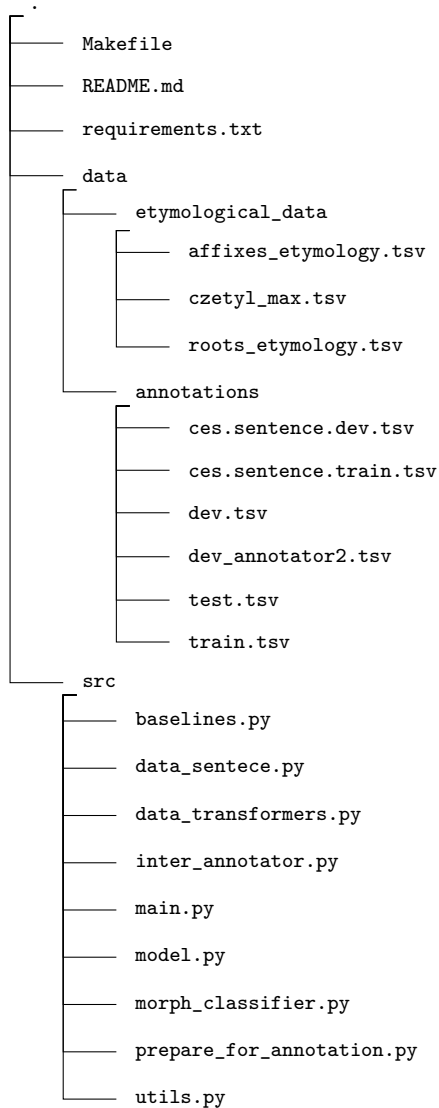 .
Makefile
README.md
requirements.txt
data
etymological_data
affixes_etymology.tsv
czetyl_max.tsv
roots_etymology.tsv
annotations
ces.sentence.dev.tsv
ces.sentence.train.tsv
dev.tsv
dev_annotator2.tsv
test.tsv
train.tsv
src
baselines.py
data_sentece.py
data_transformers.py
inter_annotator.py
main.py
model.py
morph_classifier.py
prepare_for_annotation.py
utils.py